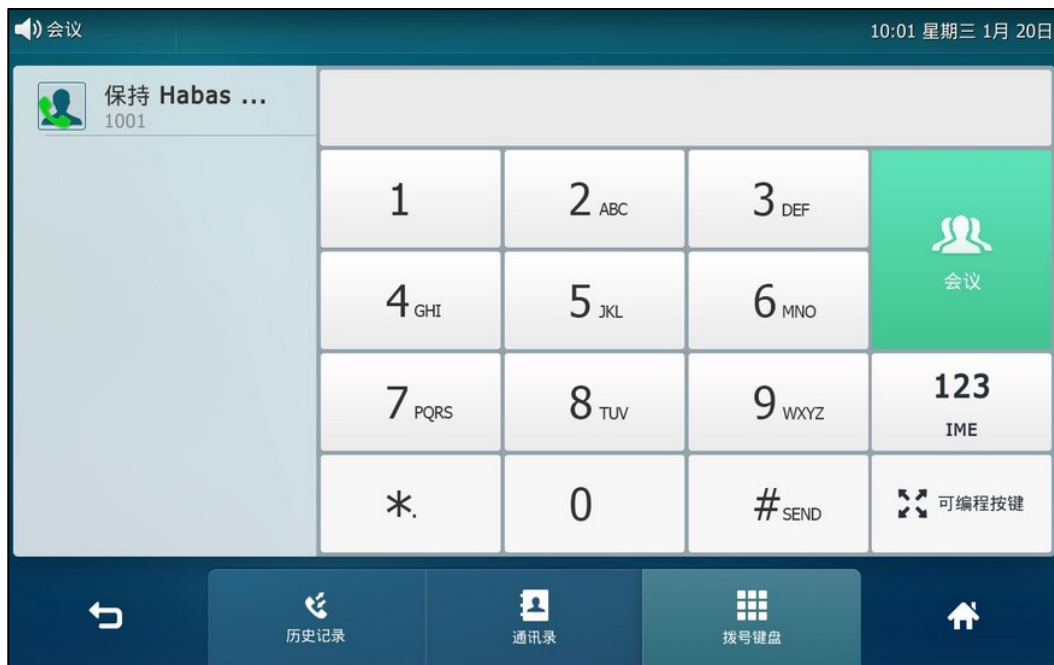 会议
10:01 星期三 1月 20日
保持 Habas ...
1001
1
2 ABC
3 DEF
会议
4 GHI
5 JKL
6 MNO
7 PQRS
8 TUV
9 WXYZ
123
IME
*.
0
# SEND
可编程按键
历史记录
通讯录
拨号键盘